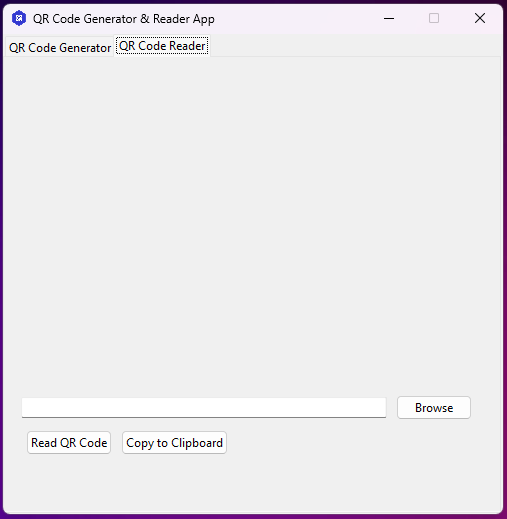 QR Code Generator & Reader App
QR Code Generator QR Code Reader
Browse
Read QR Code Copy to Clipboard